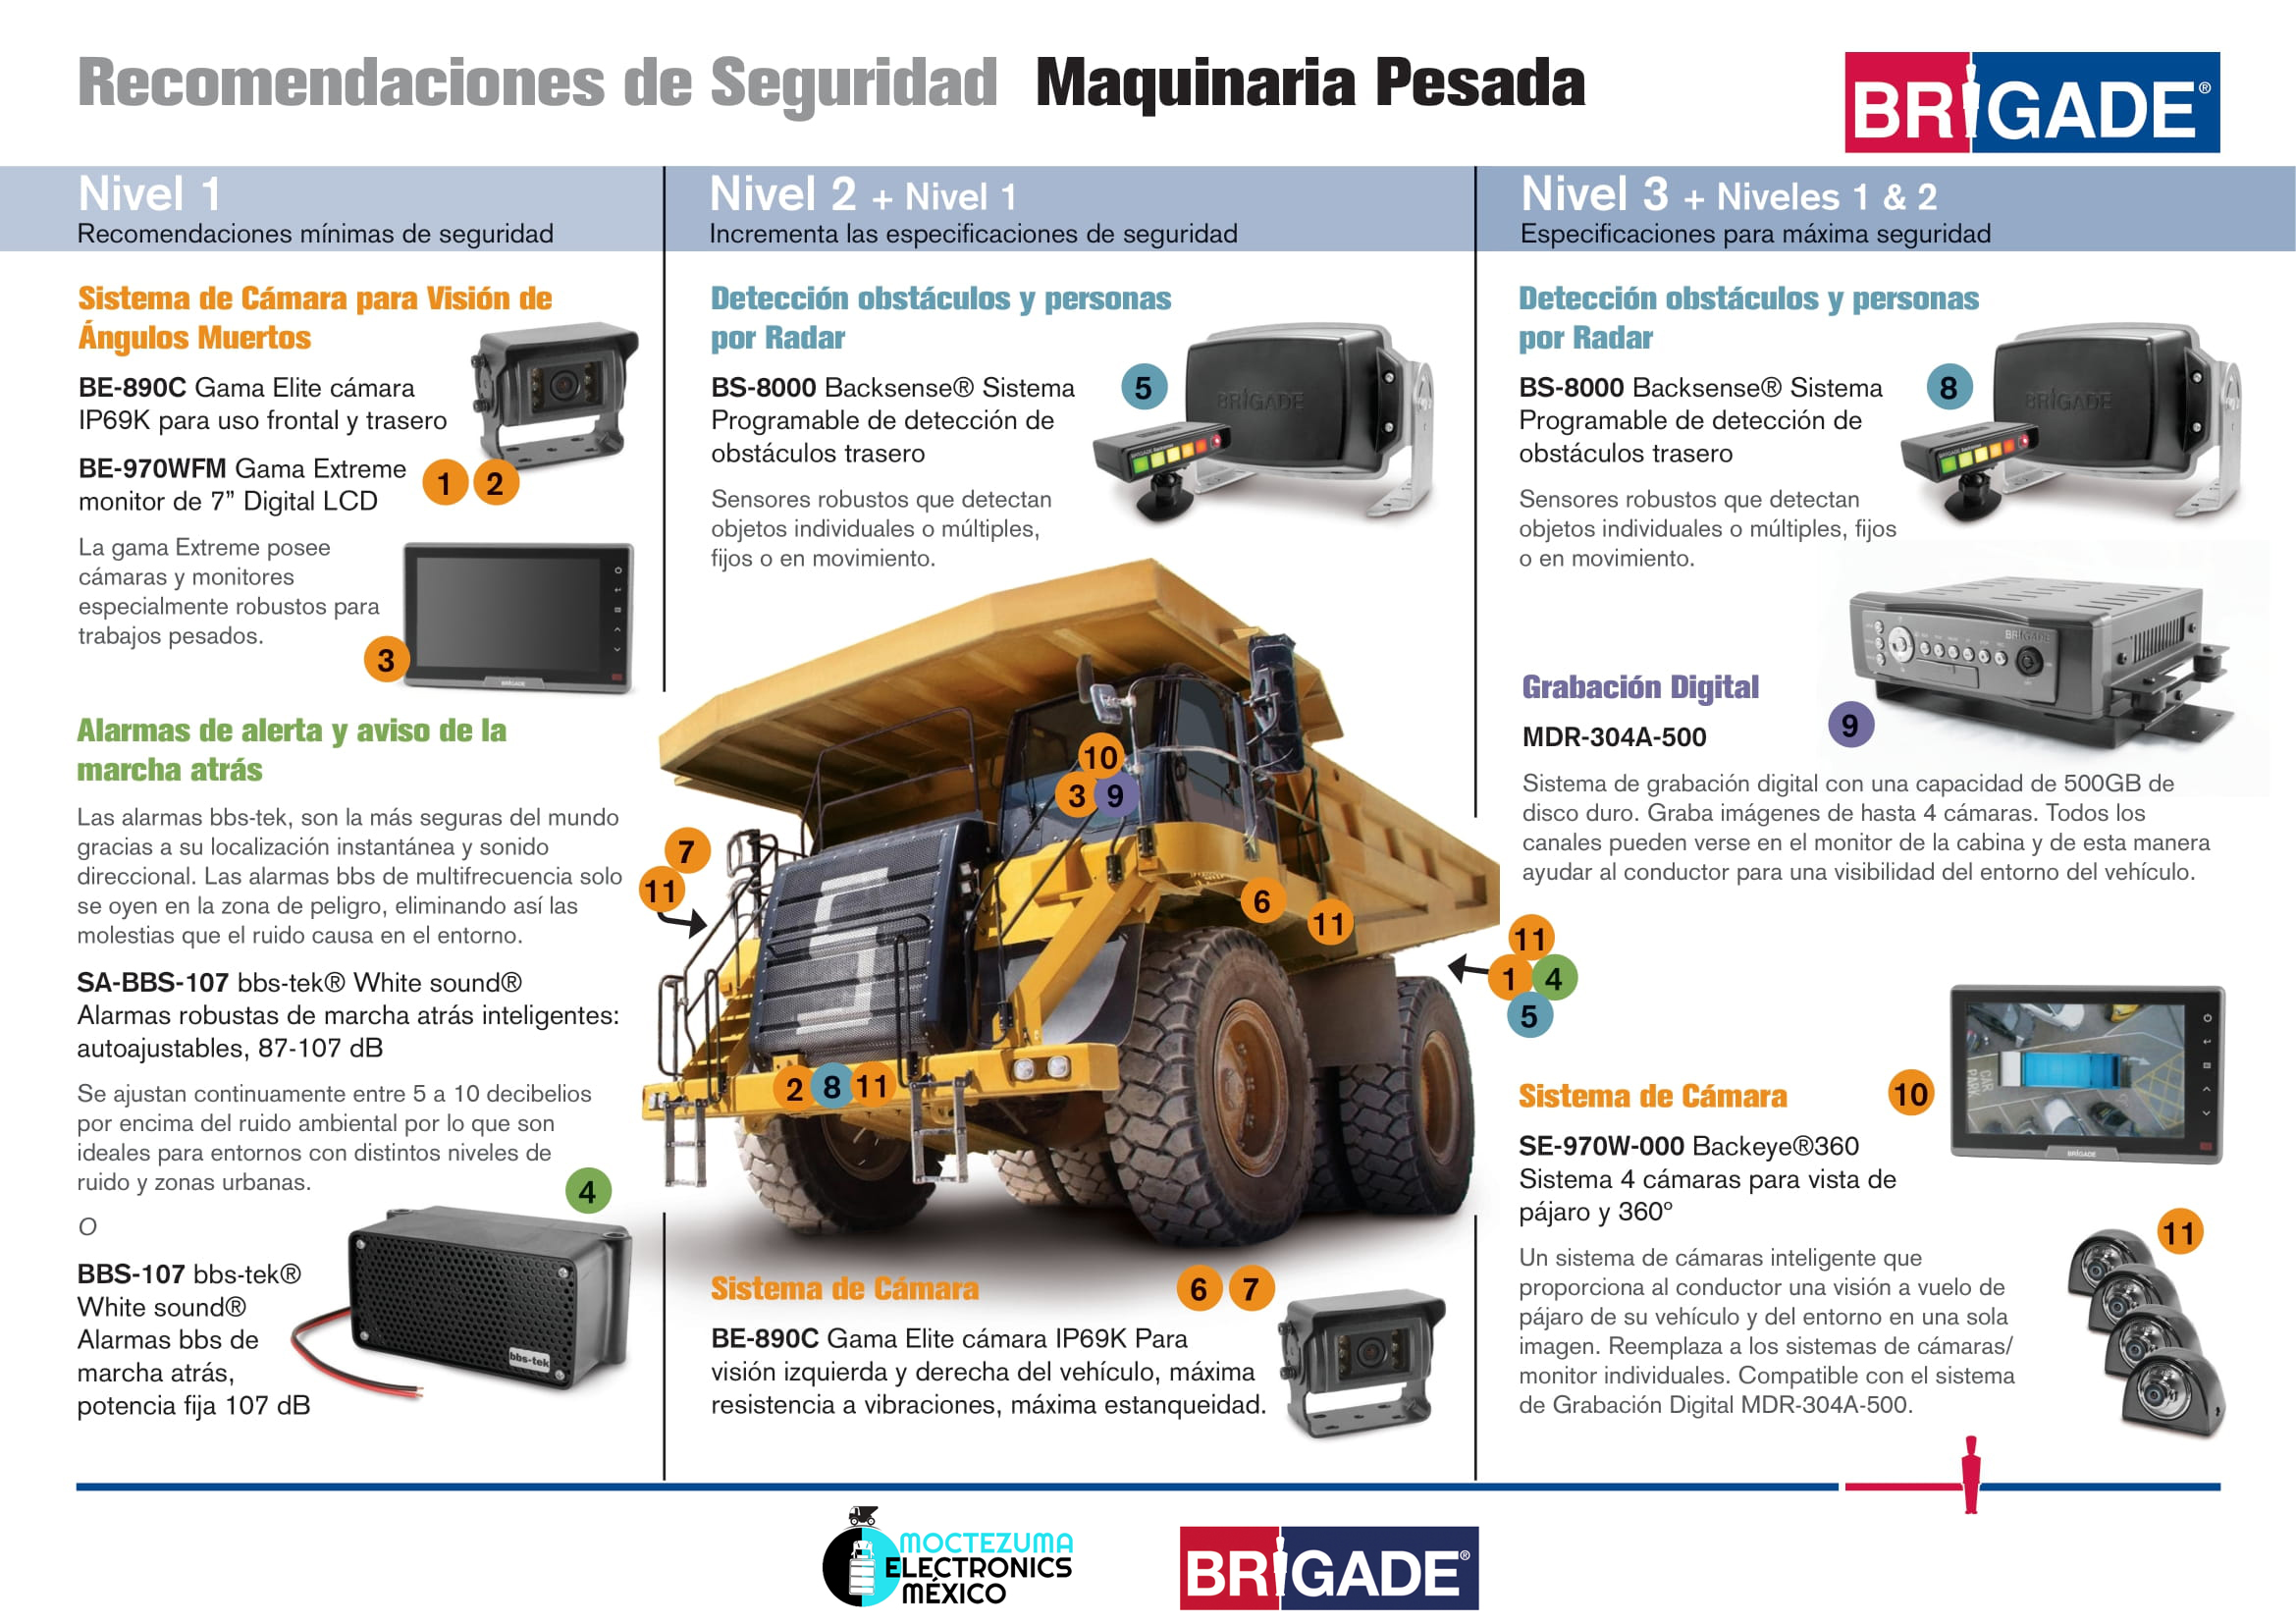 Recomendaciones de Seguridad Maquinaria Pesada
BRIGADE®
Nivel 1
Recomendaciones mínimas de seguridad
Sistema de Cámara para Visión de
Ángulos Muertos
BE-890C Gama Elite cámara
IP69K para uso frontal y trasero
BE-970WFM Gama Extreme
monitor de 7” Digital LCD
1 2
La gama Extreme posee
cámaras y monitores
especialmente robustos para
trabajos pesados.
3
BRIGADE
Alarmas de alerta y aviso de la
marcha atrás
Las alarmas bbs-tek, son la más seguras del mundo
gracias a su localización instantánea y sonido
direccional. Las alarmas bbs de multifrecuencia solo
se oyen en la zona de peligro, eliminando así las
molestias que el ruido causa en el entorno.
SA-BBS-107 bbs-tek® White sound®
Alarmas robustas de marcha atrás inteligentes:
autoajustables, 87-107 dB
Se ajustan continuamente entre 5 a 10 decibelios
por encima del ruido ambiental por lo que son
ideales para entornos con distintos niveles de
ruido y zonas urbanas.
4
O
BBS-107 bbs-tek®
White sound®
Alarmas bbs de
marcha atrás,
potencia fija 107 dB
bbs-tek
Nivel 2 + Nivel 1
Incrementa las especificaciones de seguridad
Detección obstáculos y personas
por Radar
BS-8000 Backsense® Sistema
Programable de detección de
obstáculos trasero
5
BRIGADE
Sensores robustos que detectan
objetos individuales o múltiples,
fijos o en movimiento.
10
3 9
7
11
6
11
11
1 4
5
2 8 11
Sistema de Cámara
6 7
BE-890C Gama Elite cámara IP69K Para
visión izquierda y derecha del vehículo, máxima
resistencia a vibraciones, máxima estanqueidad.
Nivel 3 + Niveles 1 & 2
Especificaciones para máxima seguridad
Detección obstáculos y personas
por Radar
BS-8000 Backsense® Sistema
Programable de detección de
obstáculos trasero
8
BRIGADE
Sensores robustos que detectan
objetos individuales o múltiples, fijos
o en movimiento.
BRIGADE
Grabación Digital
9
MDR-304A-500
Sistema de grabación digital con una capacidad de 500GB de
disco duro. Graba imágenes de hasta 4 cámaras. Todos los
canales pueden verse en el monitor de la cabina y de esta manera
ayudar al conductor para una visibilidad del entorno del vehículo.
Sistema de Cámara
10
CAR
PARK
BRIGADE
SE-970W-000 Backeye®360
Sistema 4 cámaras para vista de
pájaro y 360º
11
Un sistema de cámaras inteligente que
proporciona al conductor una visión a vuelo de
pájaro de su vehículo y del entorno en una sola
imagen. Reemplaza a los sistemas de cámaras/
monitor individuales. Compatible con el sistema
de Grabación Digital MDR-304A-500.
MOCTEZUMA
ELECTRONICS
MÉXICO
BRIGADE®